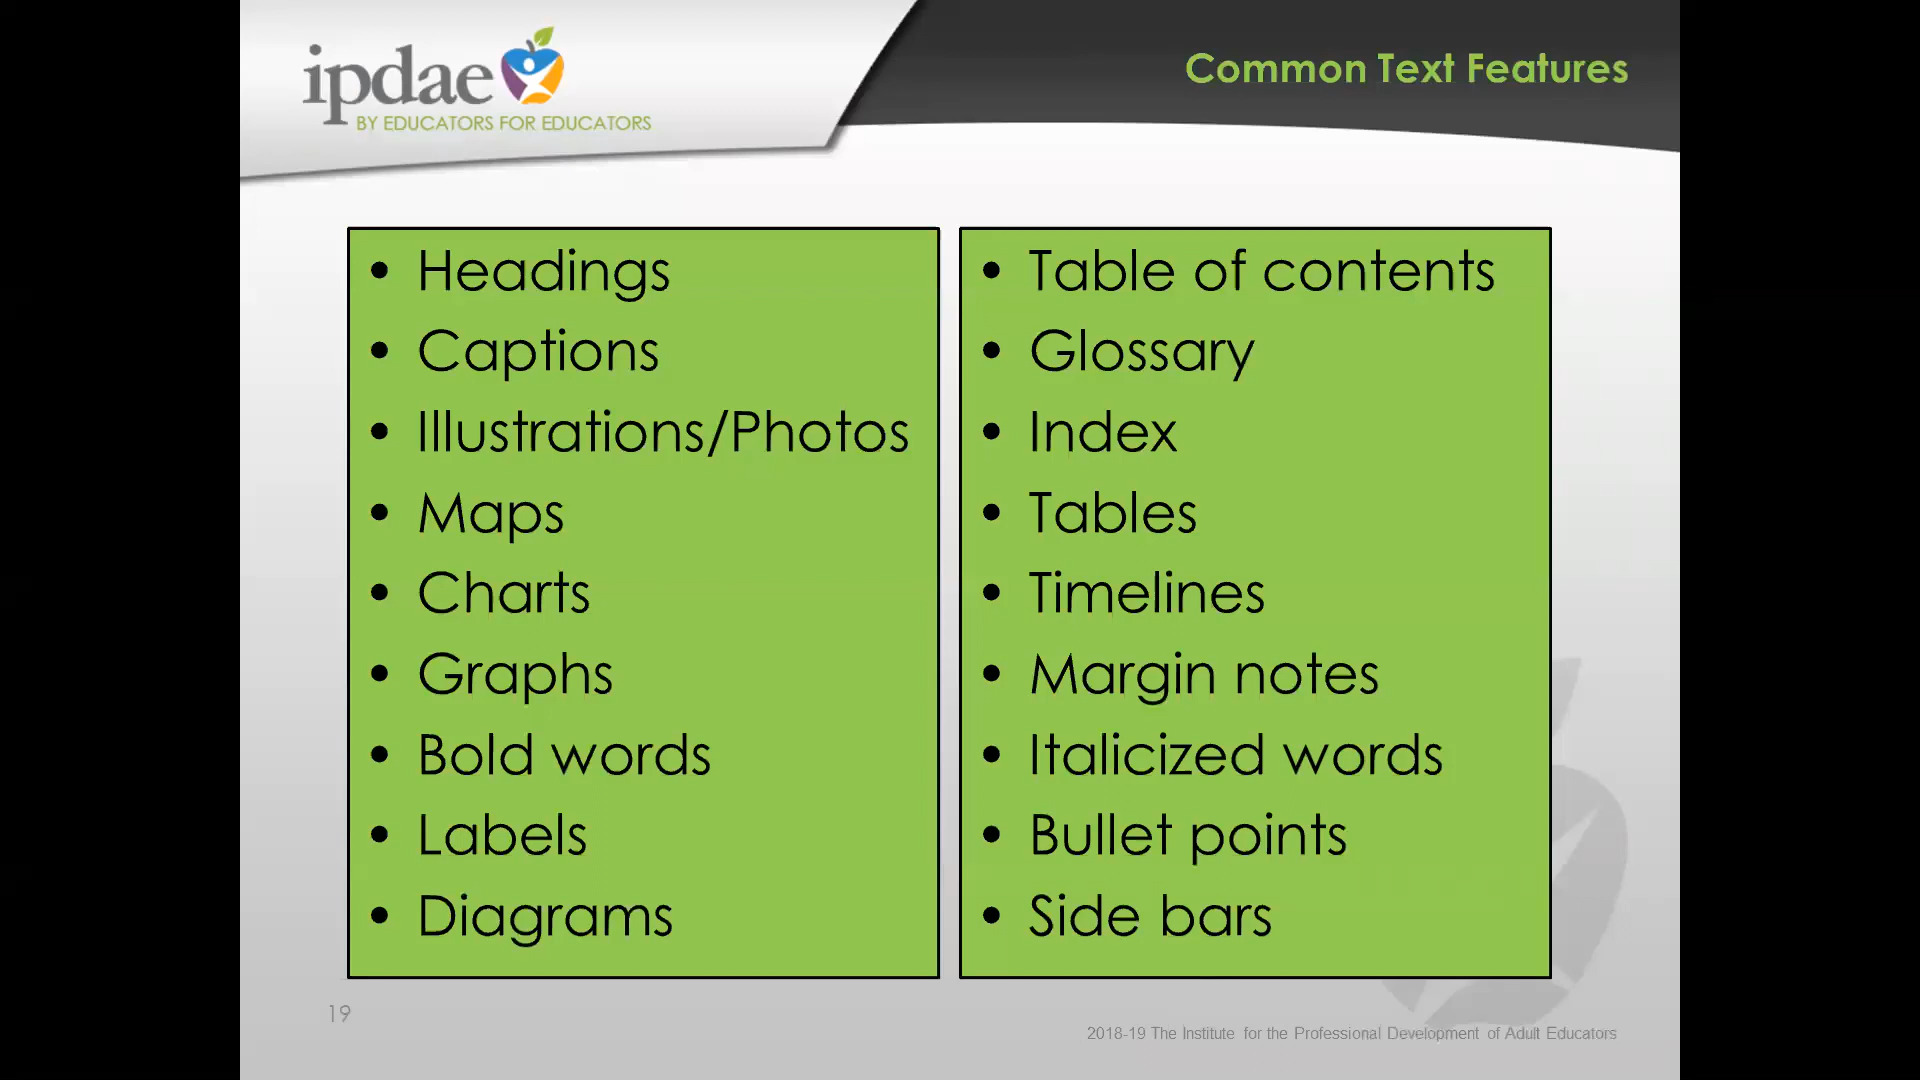 ipdae
BY EDUCATORS FOR EDUCATORS
Common Text Features
• Headings
• Captions
• Illustrations/Photos
• Maps
• Charts
• Graphs
• Bold words
• Labels
• Diagrams
• Table of contents
• Glossary
• Index
• Tables
• Timelines
• Margin notes
• Italicized words
• Bullet points
• Side bars
19
2018-19 The Institute for the Professional Development of Adult Educators